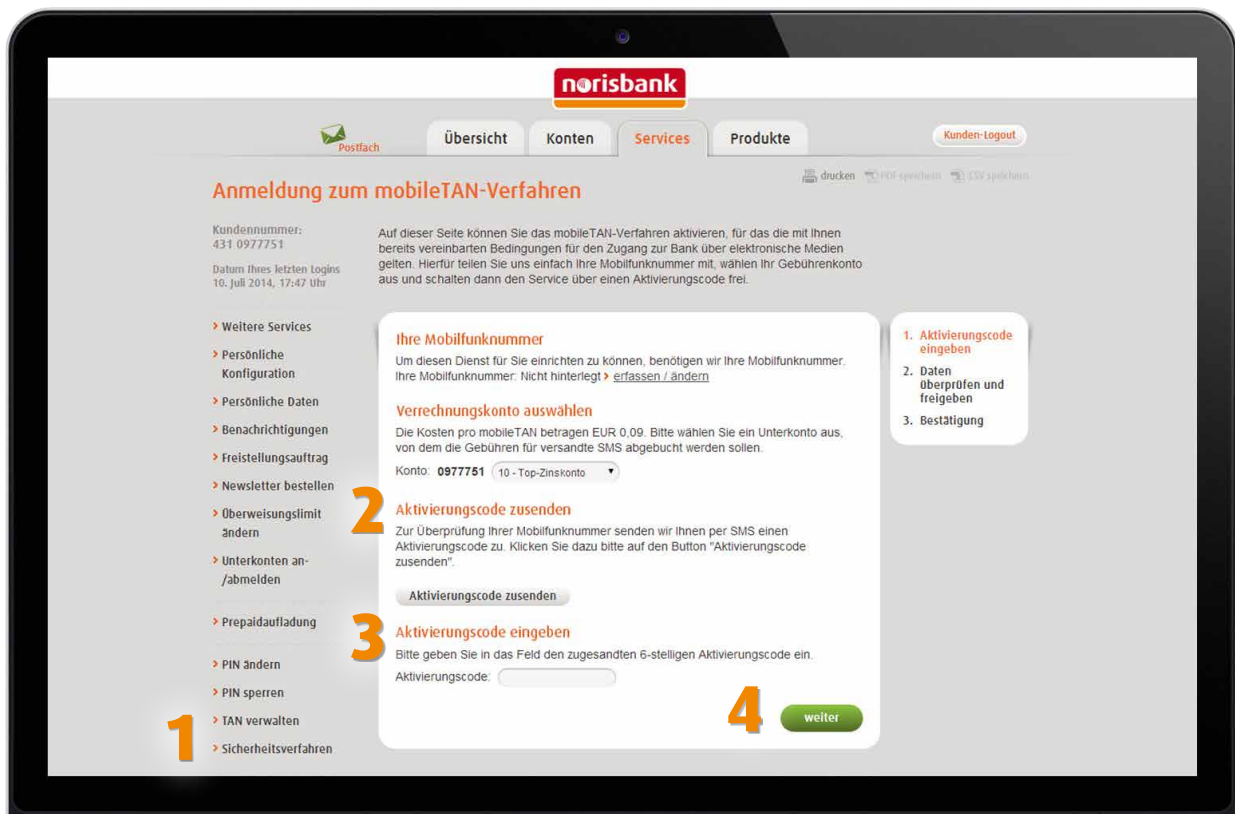 norisbank
Postfach
Übersicht
Konten
Services
Produkte
Kunden-Logout
drucken
PDF speichern
CSV speichern
Anmeldung zum mobileTAN-Verfahren
Kundennummer:
431 0977751
Datum Ihres letzten Logins
10. Juli 2014, 17:47 Uhr
Auf dieser Seite können Sie das mobileTAN-Verfahren aktivieren, für das die mit Ihnen
bereits vereinbarten Bedingungen für den Zugang zur Bank über elektronische Medien
gelten. Hierfür teilen Sie uns einfach Ihre Mobilfunknummer mit, wählen Ihr Gebührenkonto
aus und schalten dann den Service über einen Aktivierungscode frei.
Weitere Services
Persönliche
Konfiguration
Persönliche Daten
Benachrichtigungen
Freistellungsauftrag
Newsletter bestellen
Überweisungslimit
ändern
Unterkonten an-
/abmelden
Prepaidaufladung
PIN ändern
PIN sperren
1
TAN verwalten
Sicherheitsverfahren
Ihre Mobilfunknummer
Um diesen Dienst für Sie einrichten zu können, benötigen wir Ihre Mobilfunknummer.
Ihre Mobilfunknummer: Nicht hinterlegt > erfassen / ändern
Verrechnungskonto auswählen
Die Kosten pro mobileTAN betragen EUR 0,09. Bitte wählen Sie ein Unterkonto aus,
von dem die Gebühren für versandte SMS abgebucht werden sollen.
Konto: 0977751 10 - Top-Zinskonto
2
Aktivierungscode zusenden
Zur Überprüfung Ihrer Mobilfunknummer senden wir Ihnen per SMS einen
Aktivierungscode zu. Klicken Sie dazu bitte auf den Button "Aktivierungscode
zusenden".
Aktivierungscode zusenden
3
Aktivierungscode eingeben
Bitte geben Sie in das Feld den zugesandten 6-stelligen Aktivierungscode ein.
Aktivierungscode:
4
weiter
1. Aktivierungscode
eingeben
2. Daten
überprüfen und
freigeben
3. Bestätigung